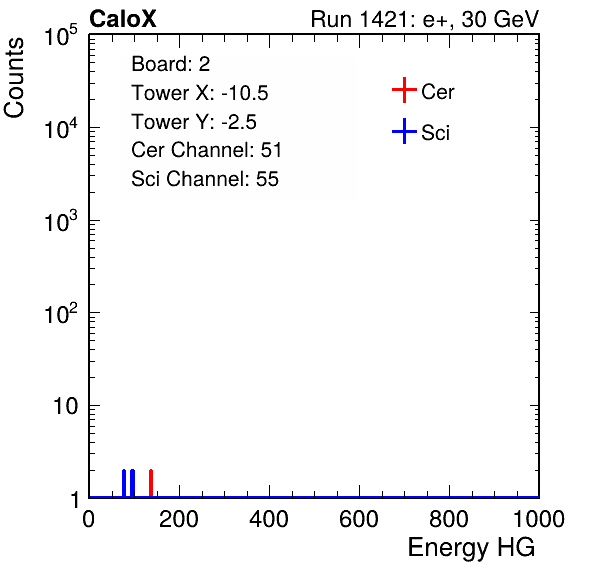 CaloX Run 1421: e+, 30 GeV
Counts
Board: 2
Tower X: -10.5
Tower Y: -2.5
Cer Channel: 51
Sci Channel: 55
Cer
Sci
10^5
10^4
10^3
10^2
10
1
0 200 400 600 800 1000
Energy HG